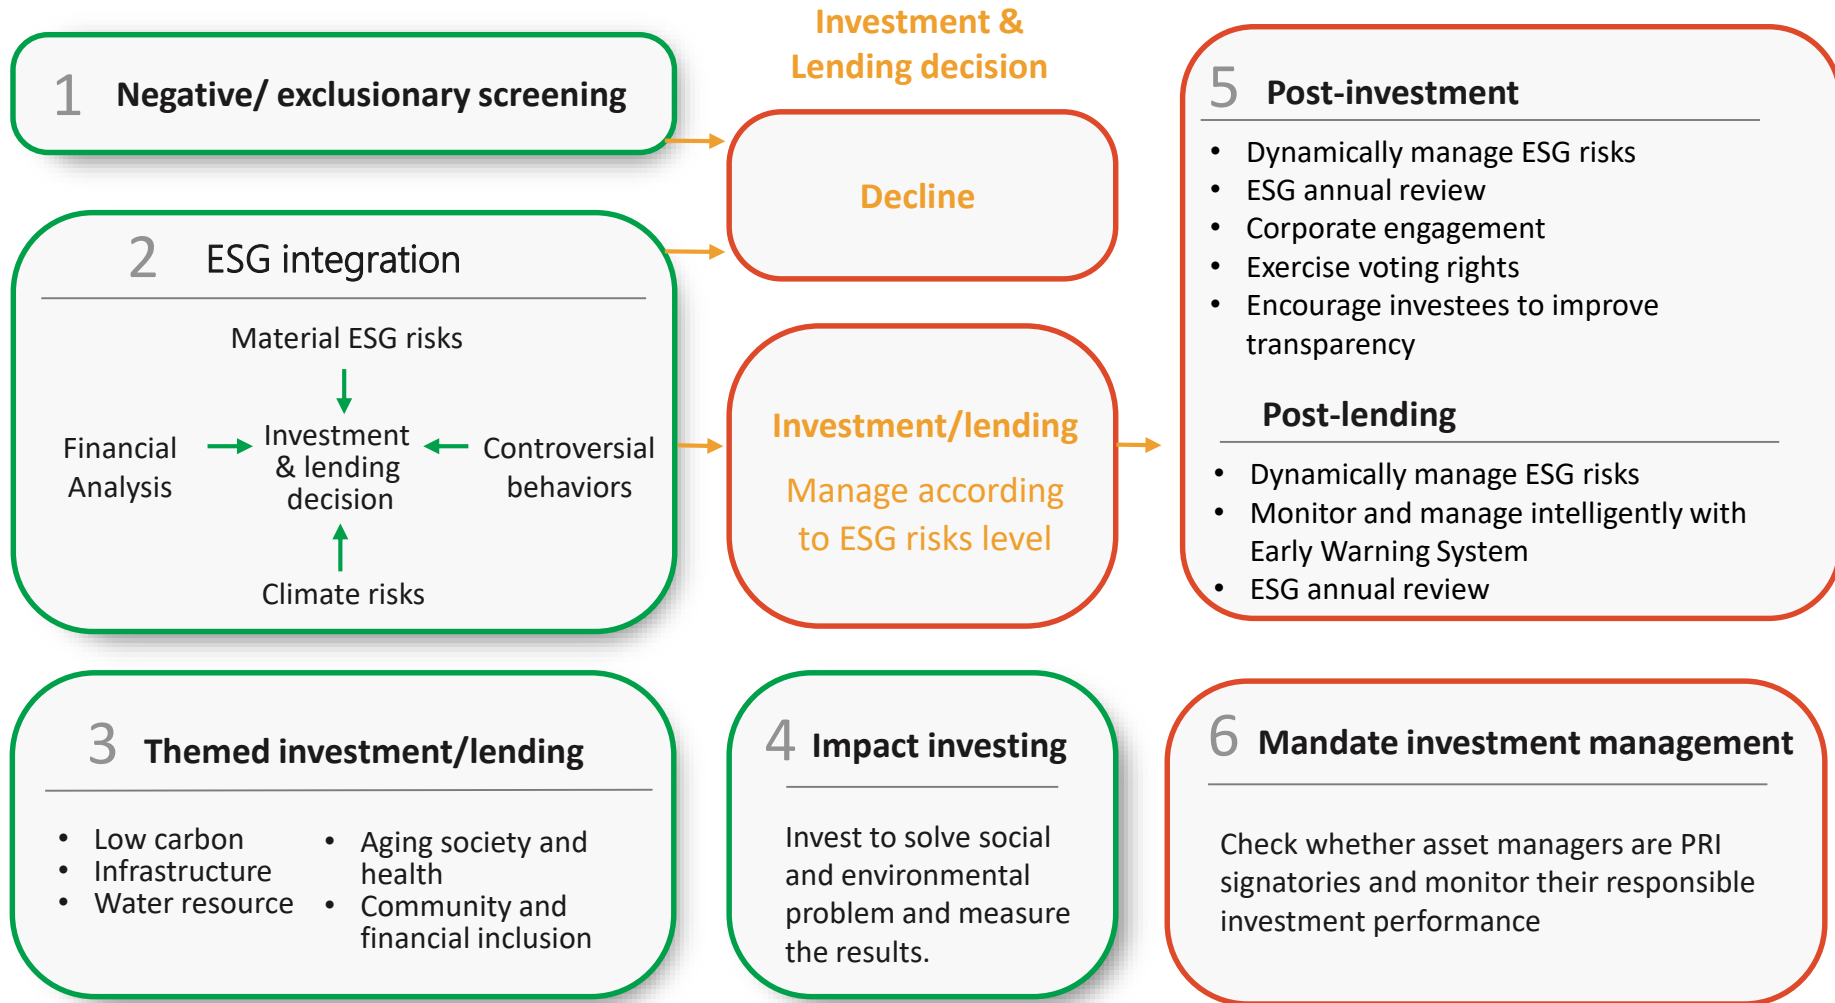 Investment &
Lending decision
1 Negative/ exclusionary screening
Decline
2 ESG integration
Material ESG risks
Financial
Analysis
Investment
& lending
decision
Controversial
behaviors
Climate risks
Investment/lending
Manage according
to ESG risks level
5 Post-investment
• Dynamically manage ESG risks
• ESG annual review
• Corporate engagement
• Exercise voting rights
• Encourage investees to improve
transparency
Post-lending
• Dynamically manage ESG risks
• Monitor and manage intelligently with
Early Warning System
• ESG annual review
3 Themed investment/lending
• Low carbon
• Infrastructure
• Water resource
• Aging society and
health
• Community and
financial inclusion
4 Impact investing
Invest to solve social
and environmental
problem and measure
the results.
6 Mandate investment management
Check whether asset managers are PRI
signatories and monitor their responsible
investment performance